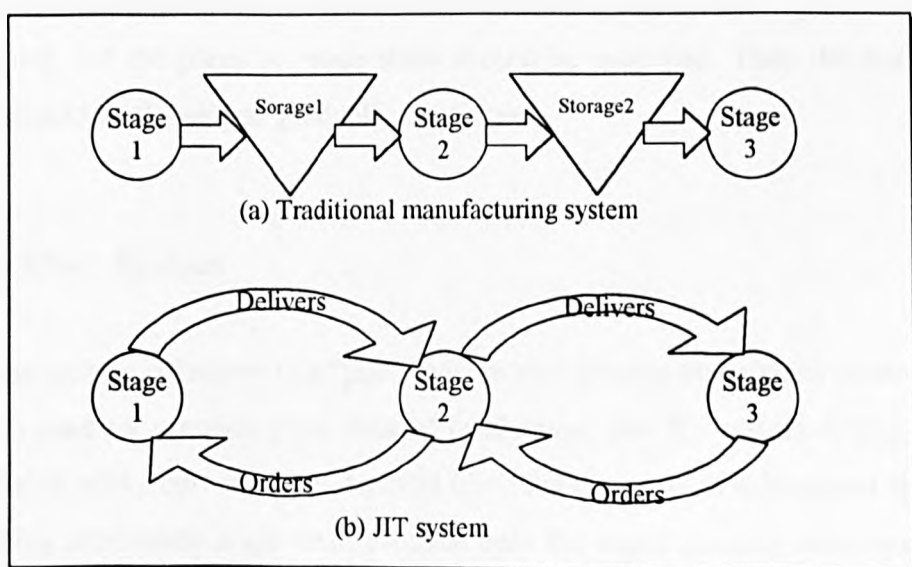 Stage 1
Sorage1
Stage 2
Storage2
Stage 3
(a) Traditional manufacturing system
Delivers
Delivers
Stage 1
Stage 2
Stage 3
Orders
Orders
(b) JIT system